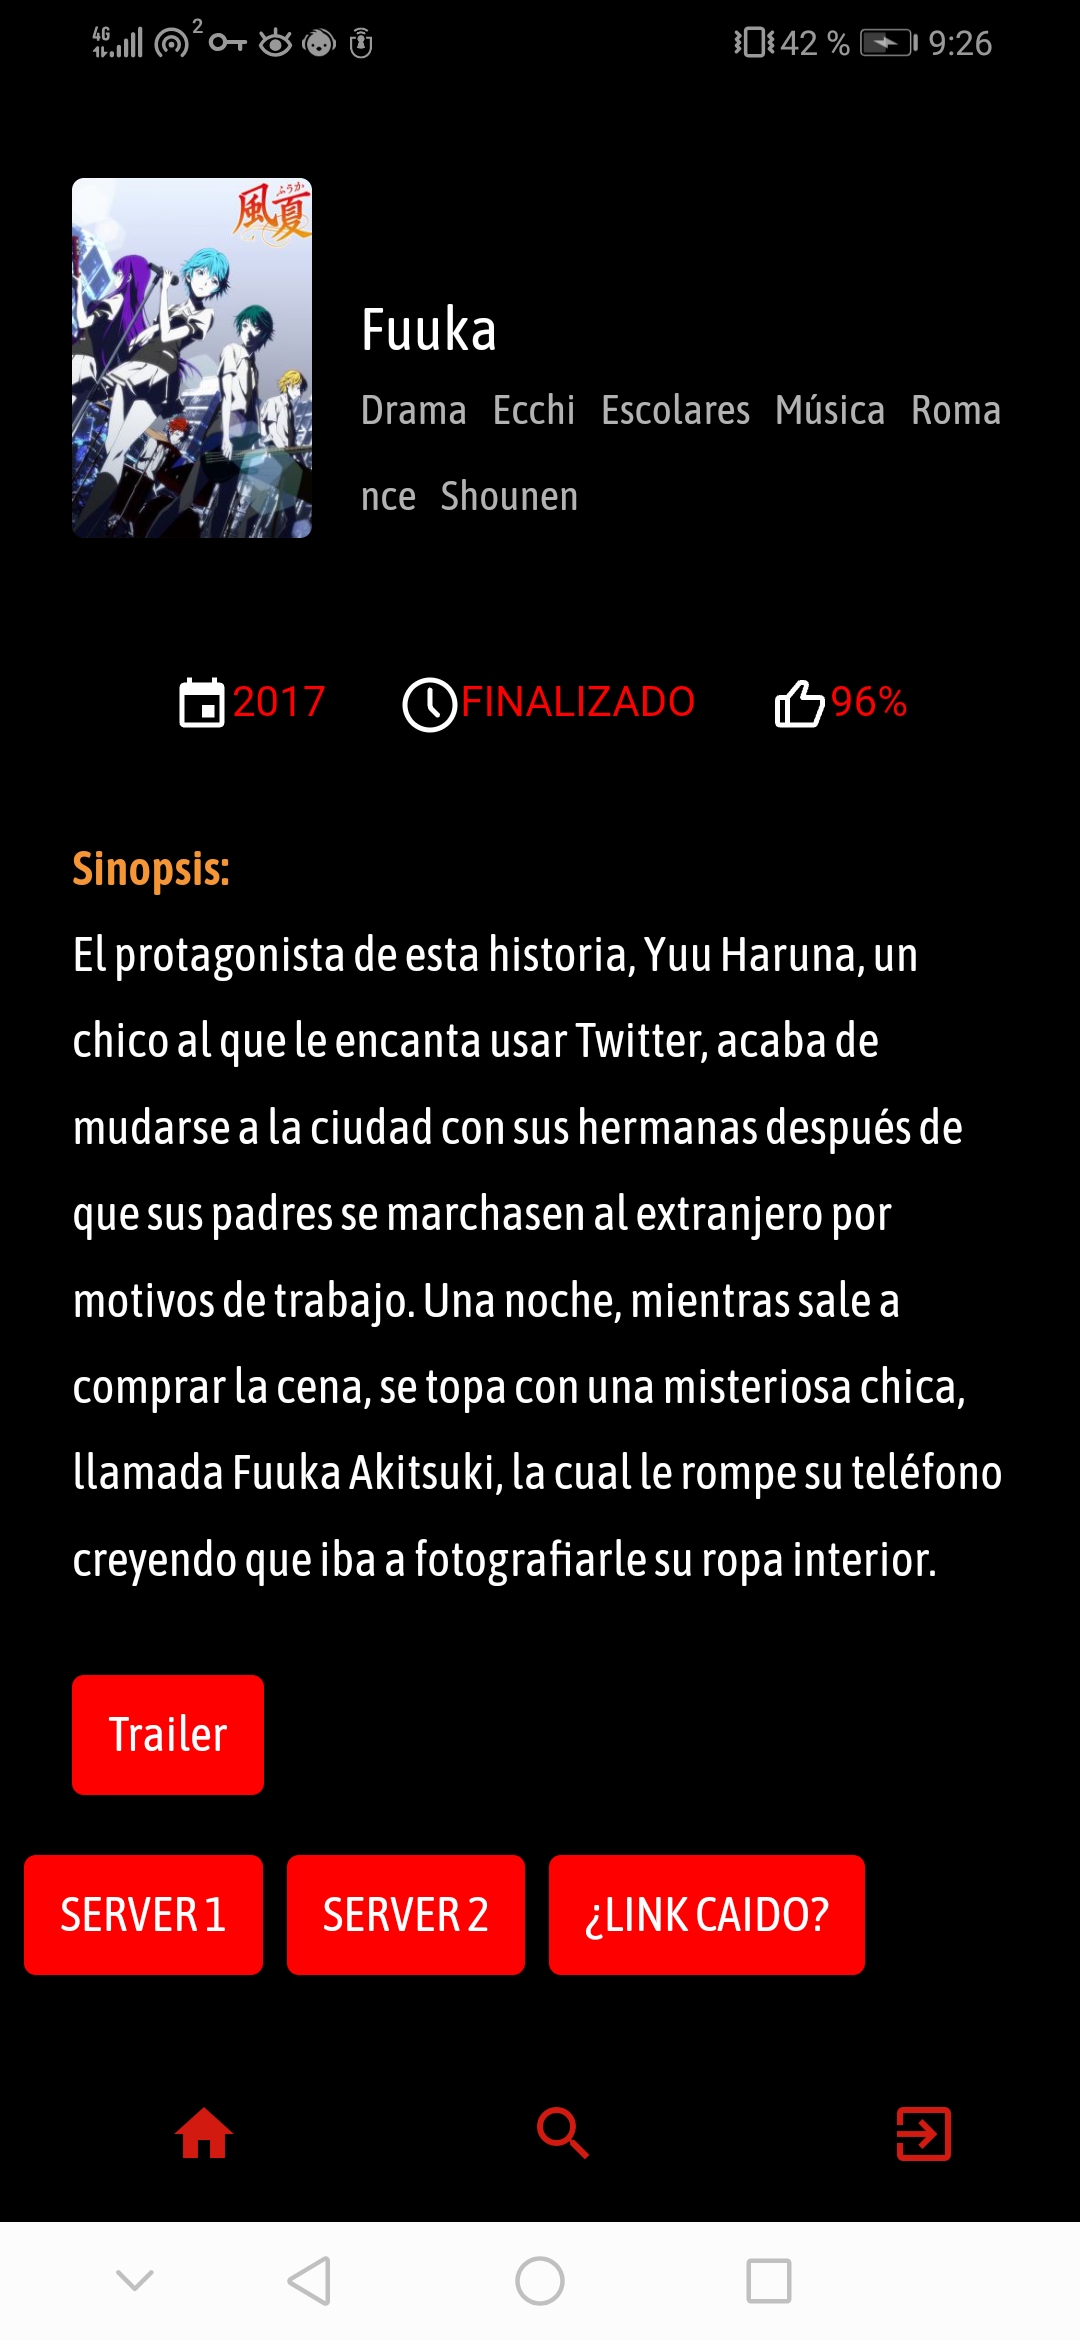 4G 2 42 % 9:26
ふうか
風夏
Fuuka
Drama Ecchi Escolares Música Roma
nce Shounen
2017 FINALIZADO 96%
Sinopsis:
El protagonista de esta historia, Yuu Haruna, un
chico al que le encanta usar Twitter, acaba de
mudarse a la ciudad con sus hermanas después de
que sus padres se marchasen al extranjero por
motivos de trabajo. Una noche, mientras sale a
comprar la cena, se topa con una misteriosa chica,
llamada Fuuka Akitsuki, la cual le rompe su teléfono
creyendo que iba a fotografiarle su ropa interior.
Trailer
SERVER 1 SERVER 2 ¿LINK CAIDO?